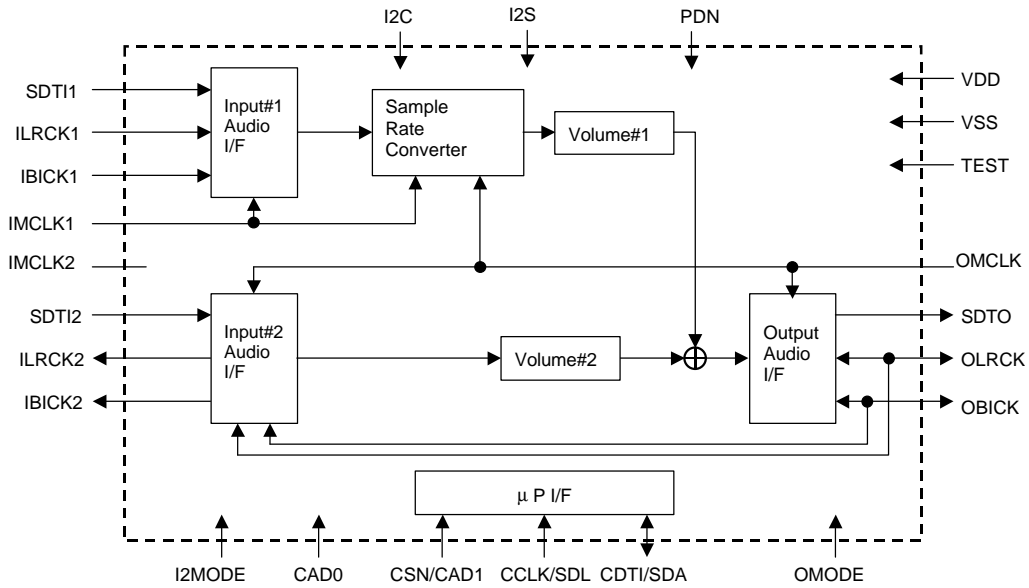 I2C
I2S
PDN
SDTI1
ILRCK1
IBICK1
IMCLK1
IMCLK2
SDTI2
ILRCK2
IBICK2
Input#1
Audio
I/F
Sample
Rate
Converter
Volume#1
VDD
VSS
TEST
OMCLK
SDTO
OLRCK
OBICK
Input#2
Audio
I/F
Volume#2
Output
Audio
I/F
μ P I/F
I2MODE
CAD0
CSN/CAD1
CCLK/SDL
CDTI/SDA
OMODE